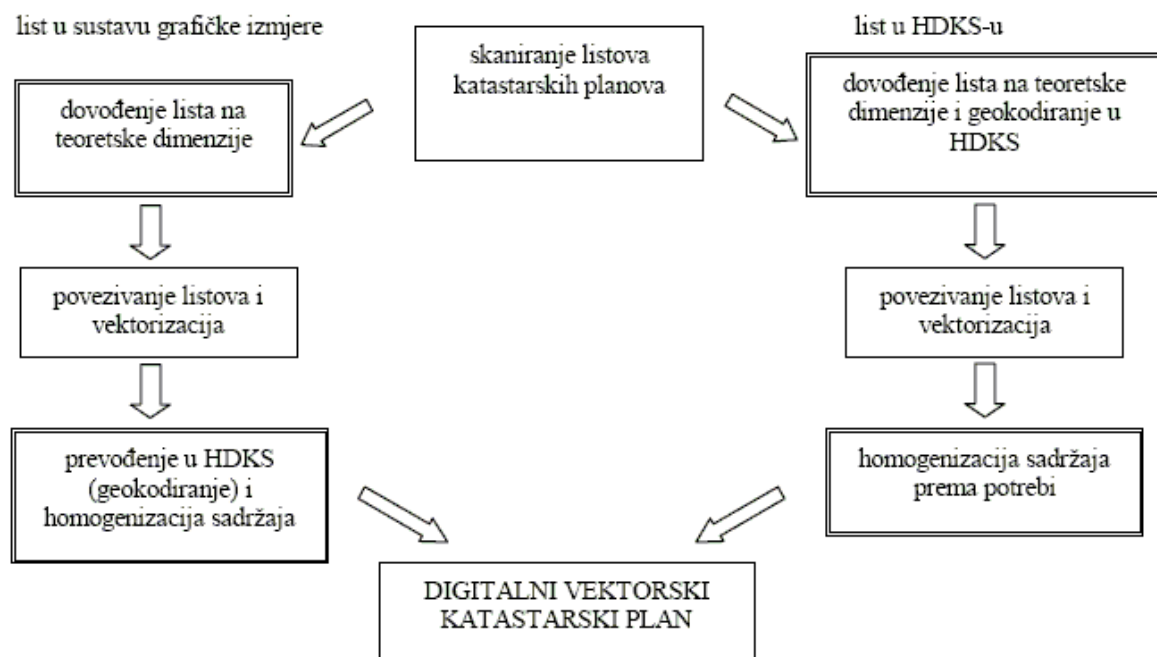 list u sustavu grafičke izmjere
list u HDKS-u
skaniranje listova
katastarskih planova
dovođenje lista na
teoretske dimenzije
dovođenje lista na teoretske
dimenzije i geokodiranje u
HDKS
povezivanje listova i
vektorizacija
povezivanje listova i
vektorizacija
prevođenje u HDKS
(geokodiranje) i
homogenizacija sadržaja
homogenizacija sadržaja
prema potrebi
DIGITALNI VEKTORSKI
KATASTARSKI PLAN